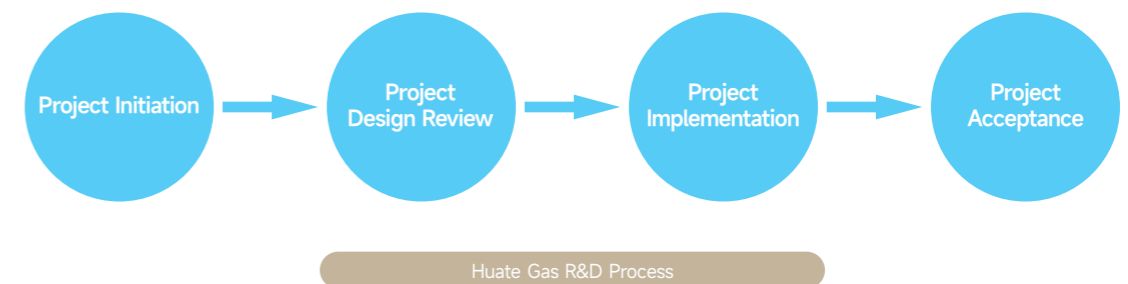 Project Initiation
Project
Design Review
Project
Implementation
Project
Acceptance
Huate Gas R&D Process